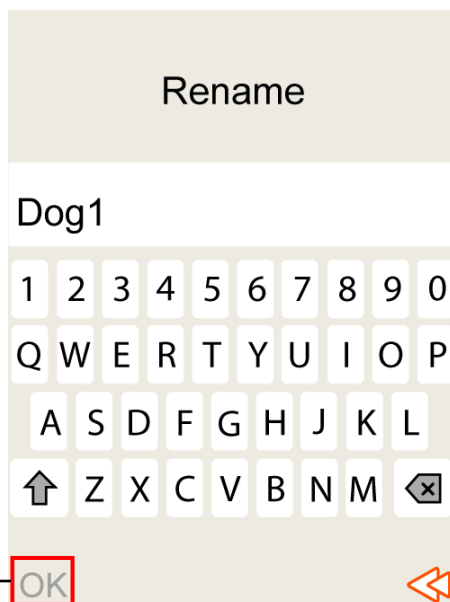 Rename
Dog1
1 2 3 4 5 6 7 8 9 0
Q W E R T Y U I O P
A S D F G H J K L
Z X C V B N M
OK